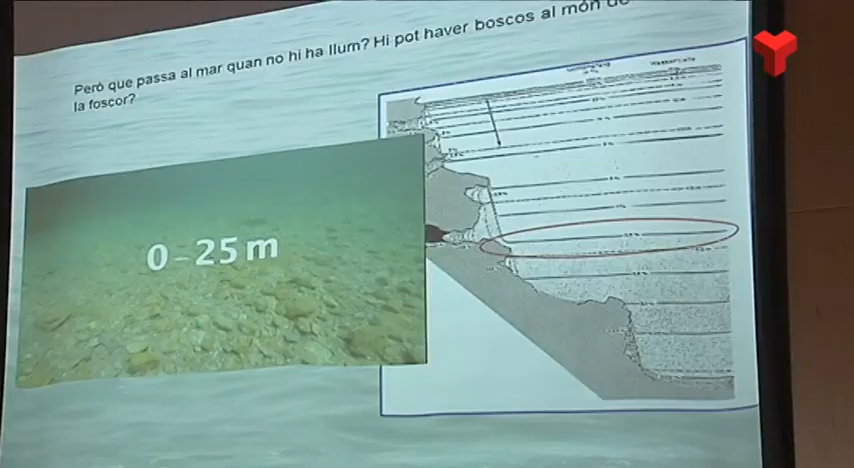 Però que passa al mar quan no hi ha llum? Hi pot haver boscos al món de
la foscor?
0 – 25 m